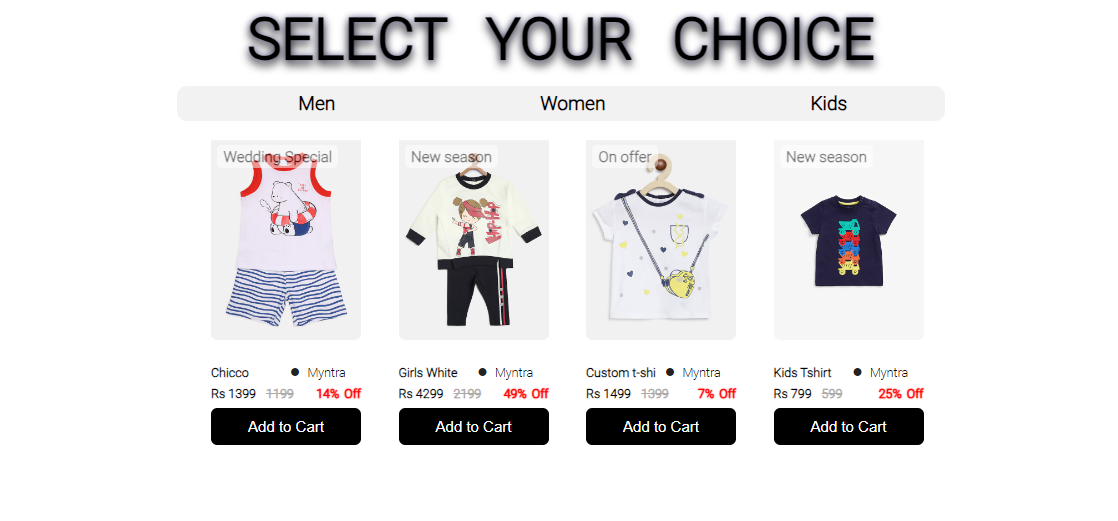 SELECT YOUR CHOICE
Men Women Kids
Wedding Special
New season
On offer
New season
Chicco ● Myntra
Rs 1399 1199 14% Off
Add to Cart
Girls White ● Myntra
Rs 4299 2199 49% Off
Add to Cart
Custom t-shi ● Myntra
Rs 1499 1399 7% Off
Add to Cart
Kids Tshirt ● Myntra
Rs 799 599 25% Off
Add to Cart